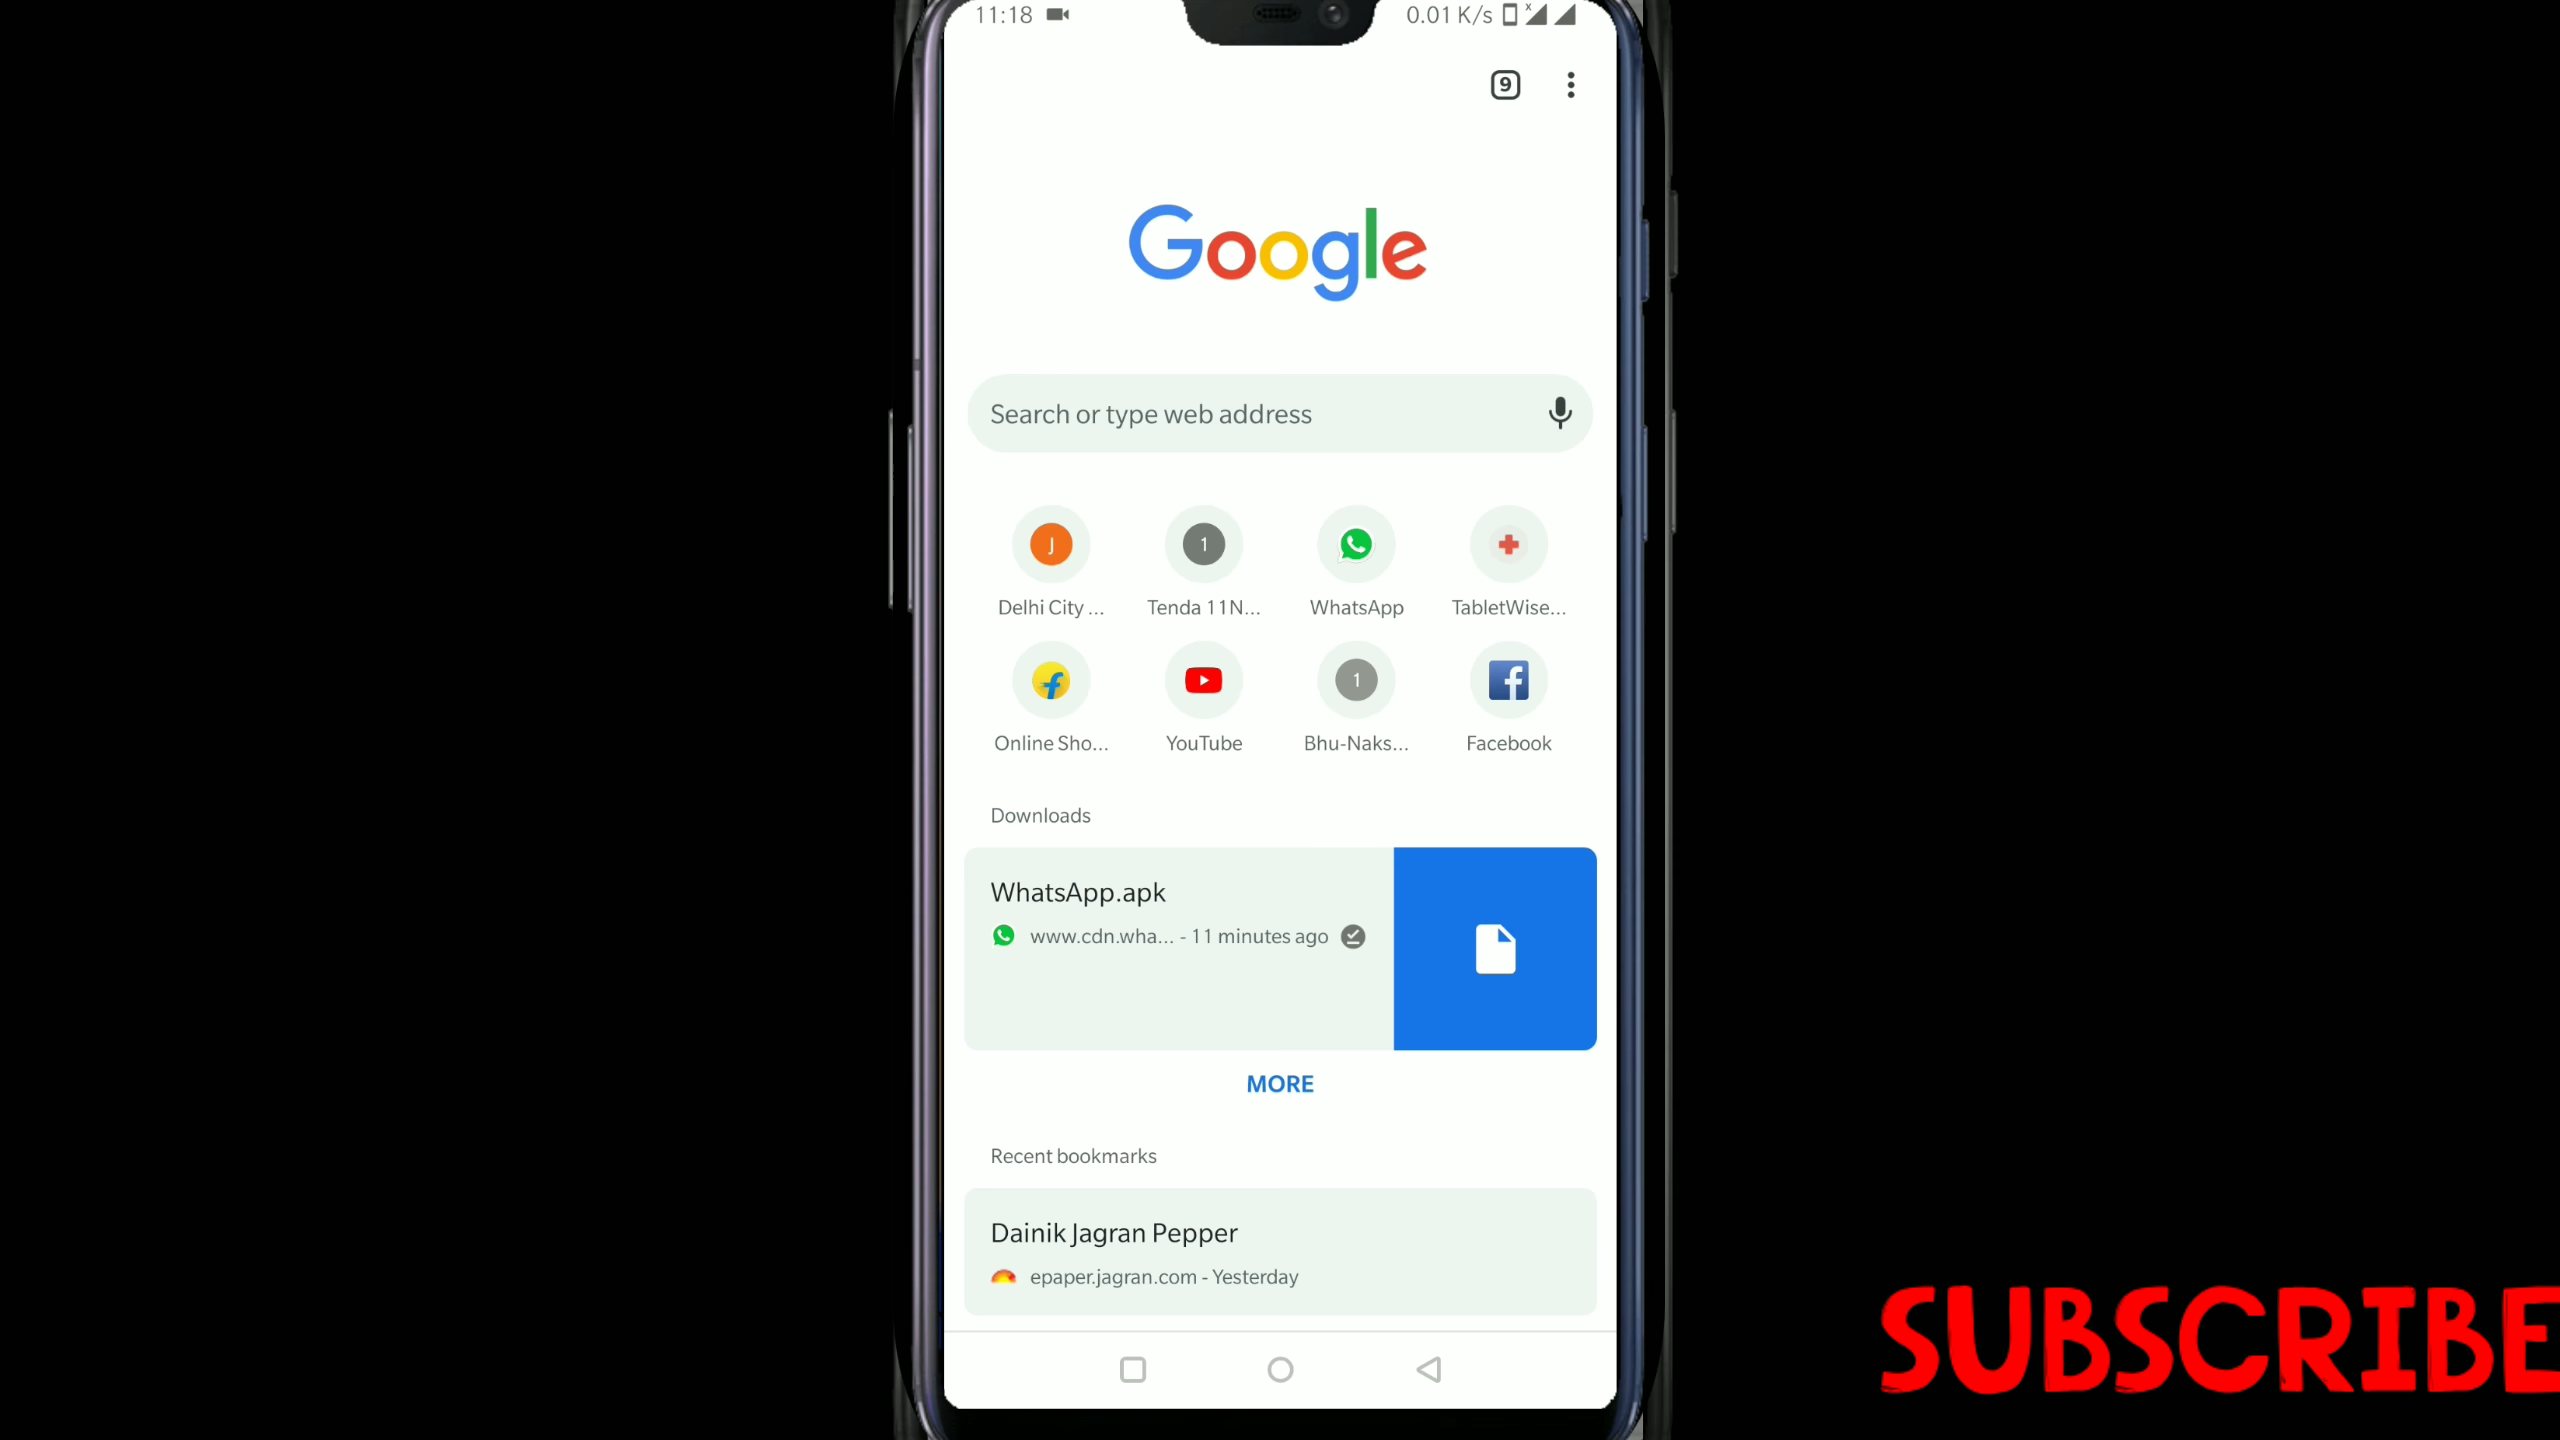 11:18
0.01 K/s
9
Google
Search or type web address
J
1
Delhi City ...
Tenda 11N...
WhatsApp
TabletWise...
1
Online Sho...
YouTube
Bhu-Naks...
Facebook
Downloads
WhatsApp.apk
www.cdn.wha... - 11 minutes ago
MORE
Recent bookmarks
Dainik Jagran Pepper
epaper.jagran.com - Yesterday
SUBSCRIBE